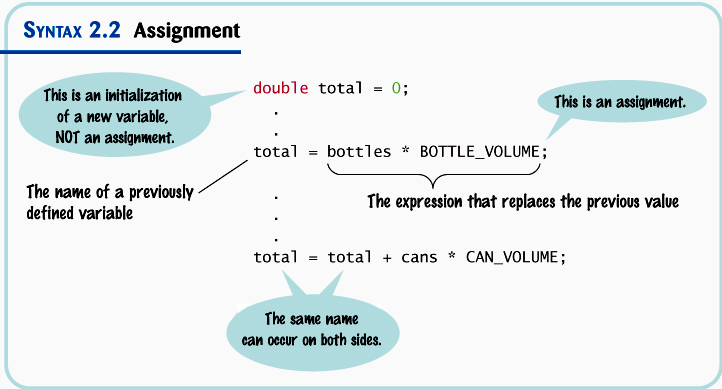 SYNTAX 2.2 Assignment
This is an initialization
of a new variable,
NOT an assignment.
double total = 0;
.
.
This is an assignment.
total = bottles * BOTTLE_VOLUME;
The name of a previously
defined variable
The expression that replaces the previous value
.
.
.
total = total + cans * CAN_VOLUME;
The same name
can occur on both sides.